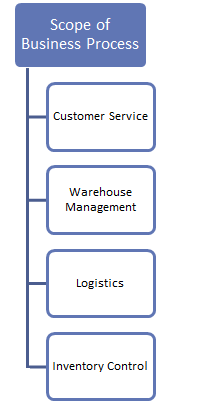 Scope of
Business Process
Customer Service
Warehouse
Management
Logistics
Inventory Control